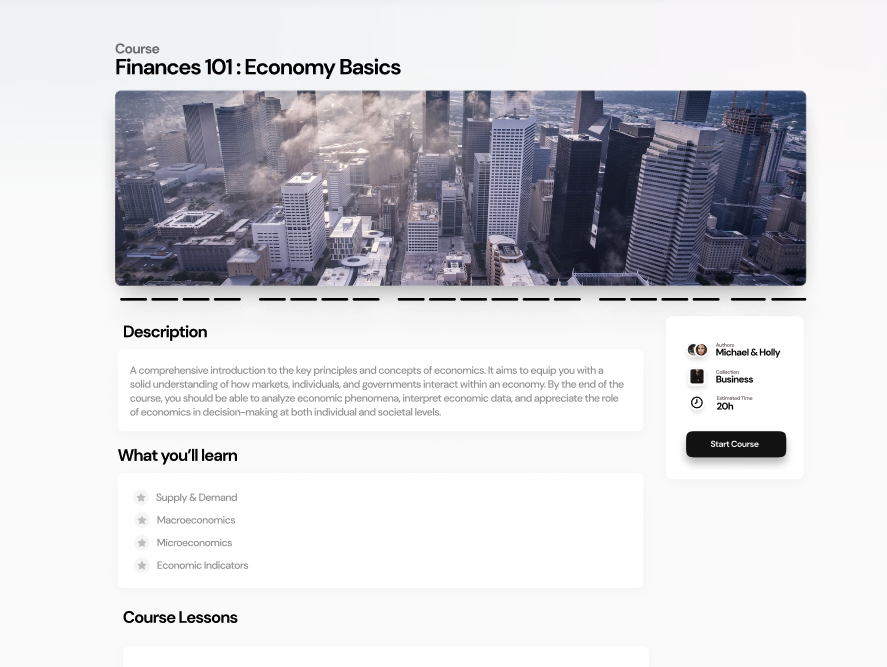 Course
Finances 101 : Economy Basics
Description
A comprehensive introduction to the key principles and concepts of economics. It aims to equip you with a
solid understanding of how markets, individuals, and governments interact within an economy. By the end of the
course, you should be able to analyze economic phenomena, interpret economic data, and appreciate the role
of economics in decision-making at both individual and societal levels.
What you’ll learn
Supply & Demand
Macroeconomics
Microeconomics
Economic Indicators
Course Lessons
Authors
Michael & Holly
Collection
Business
Estimated Time
20h
Start Course